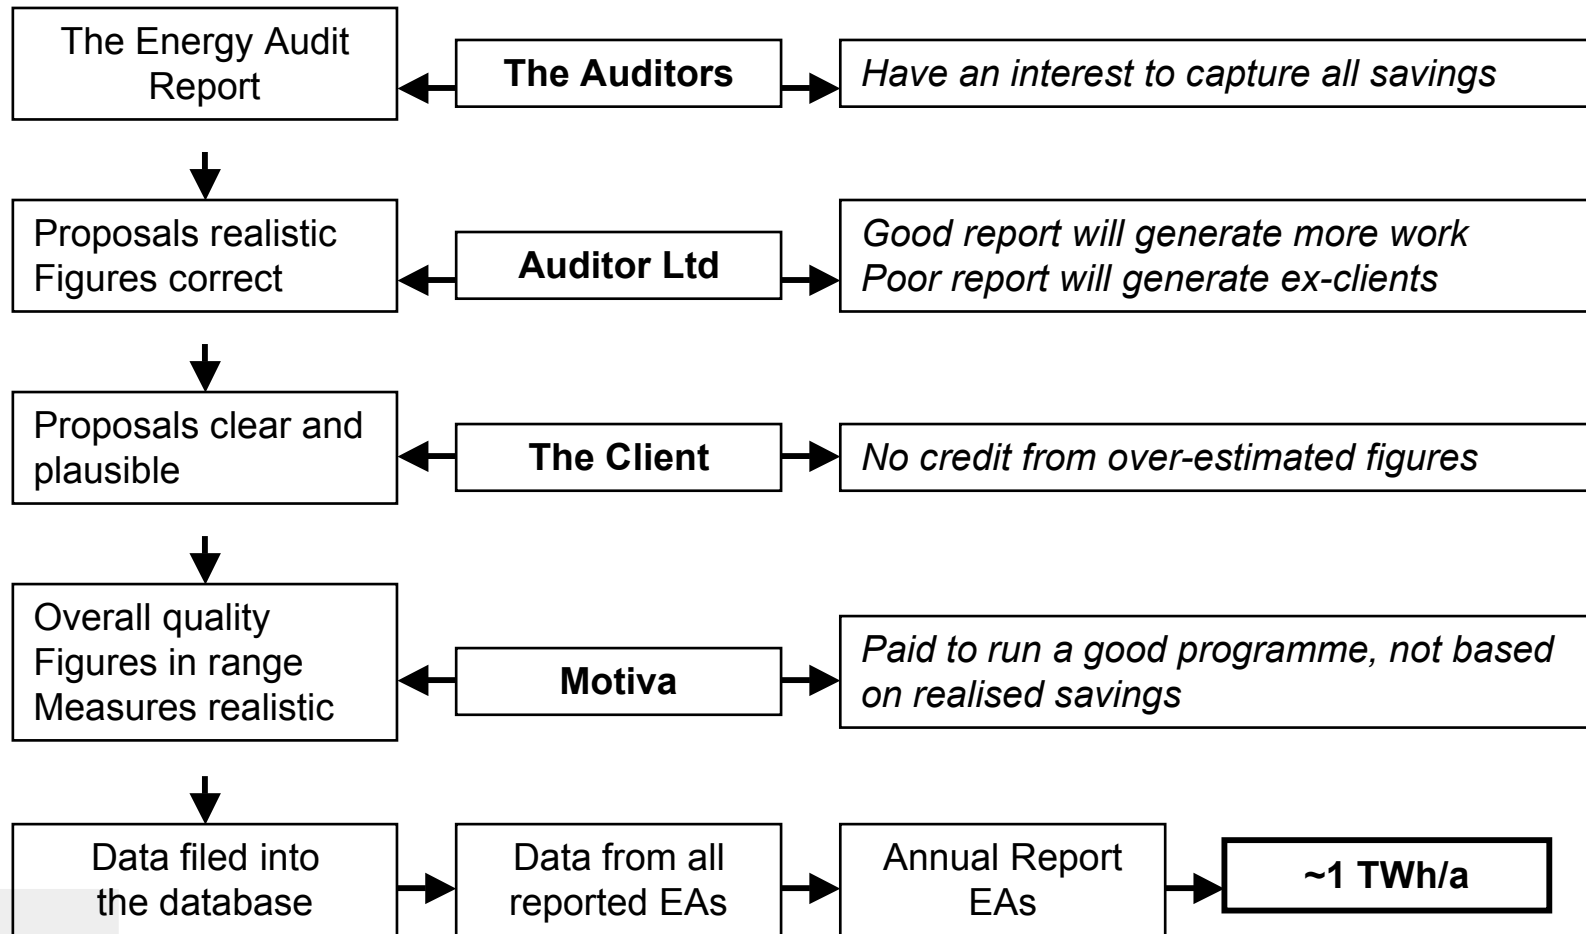 The Energy Audit
Report
The Auditors
Have an interest to capture all savings
Proposals realistic
Figures correct
Auditor Ltd
Good report will generate more work
Poor report will generate ex-clients
Proposals clear and
plausible
The Client
No credit from over-estimated figures
Overall quality
Figures in range
Measures realistic
Motiva
Paid to run a good programme, not based
on realised savings
Data filed into
the database
Data from all
reported EAs
Annual Report
EAs
~1 TWh/a